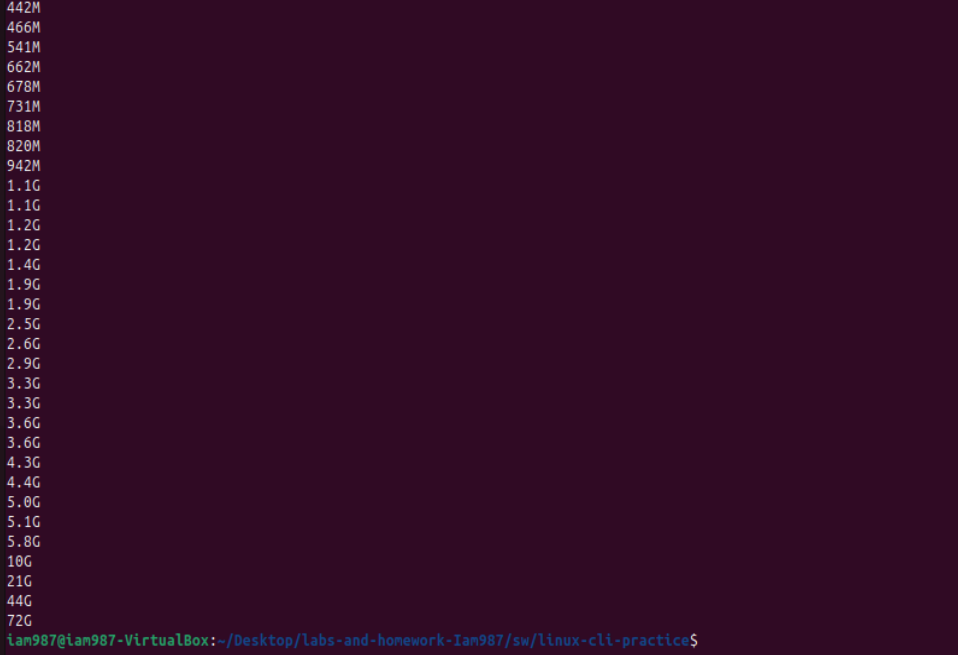 442M
466M
541M
662M
678M
731M
818M
820M
942M
1.1G
1.1G
1.2G
1.2G
1.4G
1.9G
1.9G
2.5G
2.6G
2.9G
3.3G
3.3G
3.6G
3.6G
4.3G
4.4G
5.0G
5.1G
5.8G
10G
21G
44G
72G
iam987@iam987-VirtualBox:~/Desktop/labs-and-homework-Iam987/sw/linux-cli-practice$